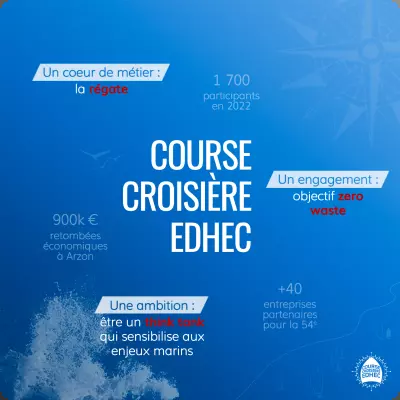 Un coeur de métier :
la régate
1 700
participants
en 2022
COURSE
CROISIÈRE
EDHEC
Un engagement :
objectif zero
waste
900k €
retombées
économiques
à Arzon
+40
entreprises
partenaires
pour la 54e
Une ambition :
être un think tank
qui sensibilise aux
enjeux marins
COURSE
CROISIÈRE
EDHEC